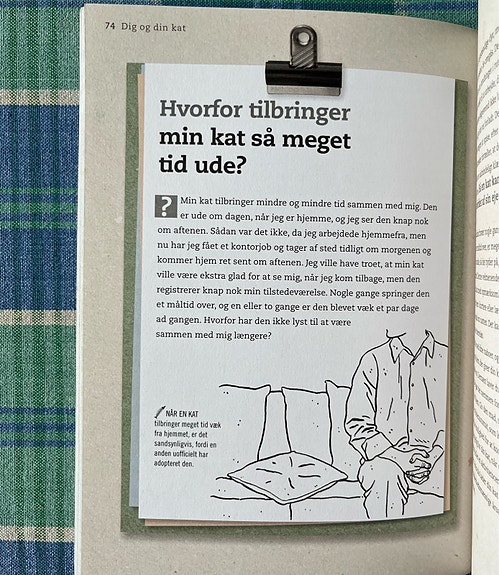 74 Dig og din kat
Hvorfor tilbringer
min kat så meget
tid ude?
? Min kat tilbringer mindre og mindre tid sammen med mig. Den
er ude om dagen, når jeg er hjemme, og jeg ser den knap nok
om aftenen. Sådan var det ikke, da jeg arbejdede hjemmefra, men
nu har jeg fået et kontorjob og tager af sted tidligt om morgenen og
kommer hjem ret sent om aftenen. Jeg ville have troet, at min kat
ville være ekstra glad for at se mig, når jeg kom tilbage, men den
registrerer knap nok min tilstedeværelse. Nogle gange springer den
et måltid over, og en eller to gange er den blevet væk et par dage
ad gangen. Hvorfor har den ikke lyst til at være
sammen med mig længere?
NÅR EN KAT
tilbringer meget tid væk
fra hjemmet, er det
sandsynligvis, fordi en
anden uofficielt har
adopteret den.